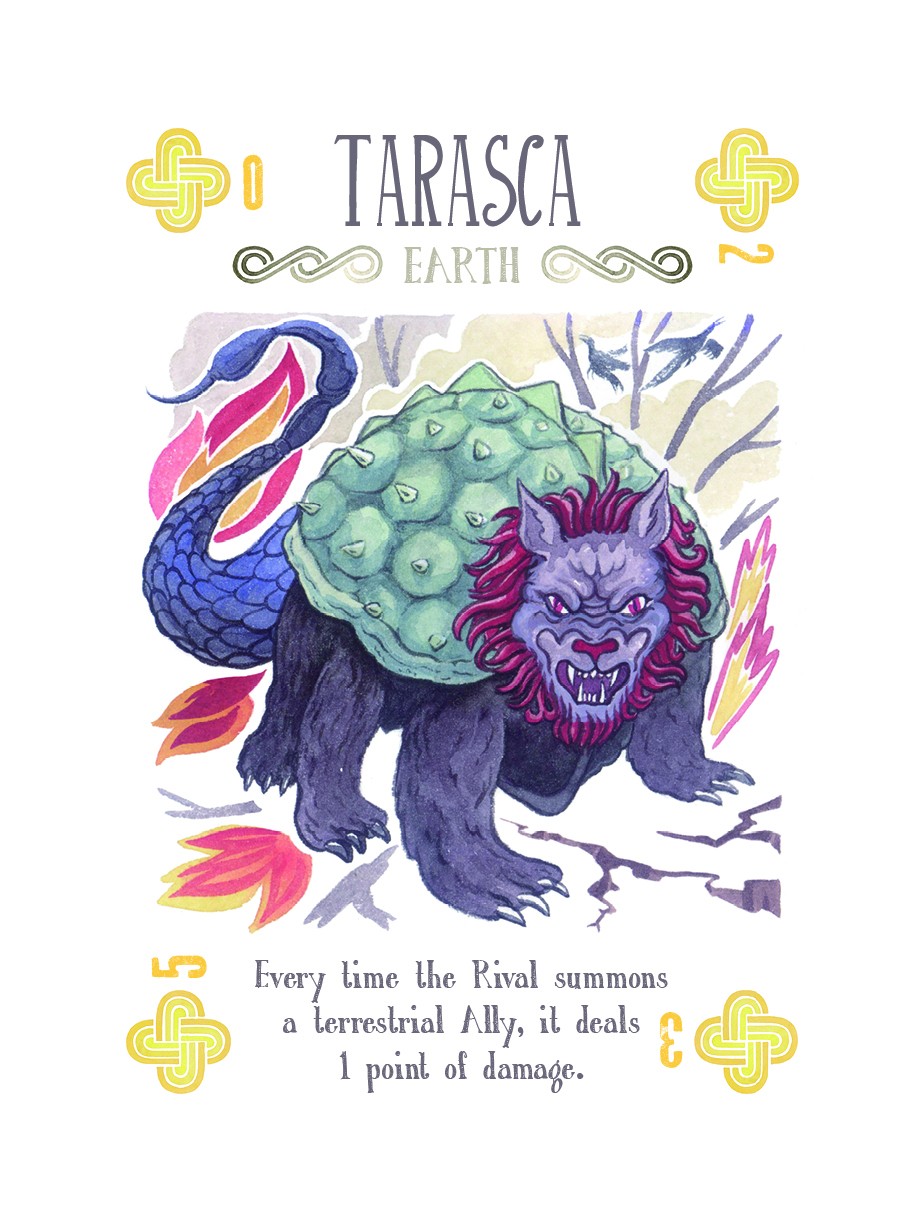 0
TARASCA
2
EARTH
5
Every time the Rival summons
a terrestrial Ally, it deals
3
1 point of damage.